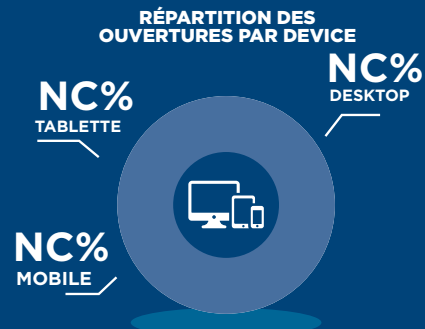 RÉPARTITION DES
OUVERTURES PAR DEVICE
NC%
DESKTOP
NC%
TABLETTE
NC%
MOBILE